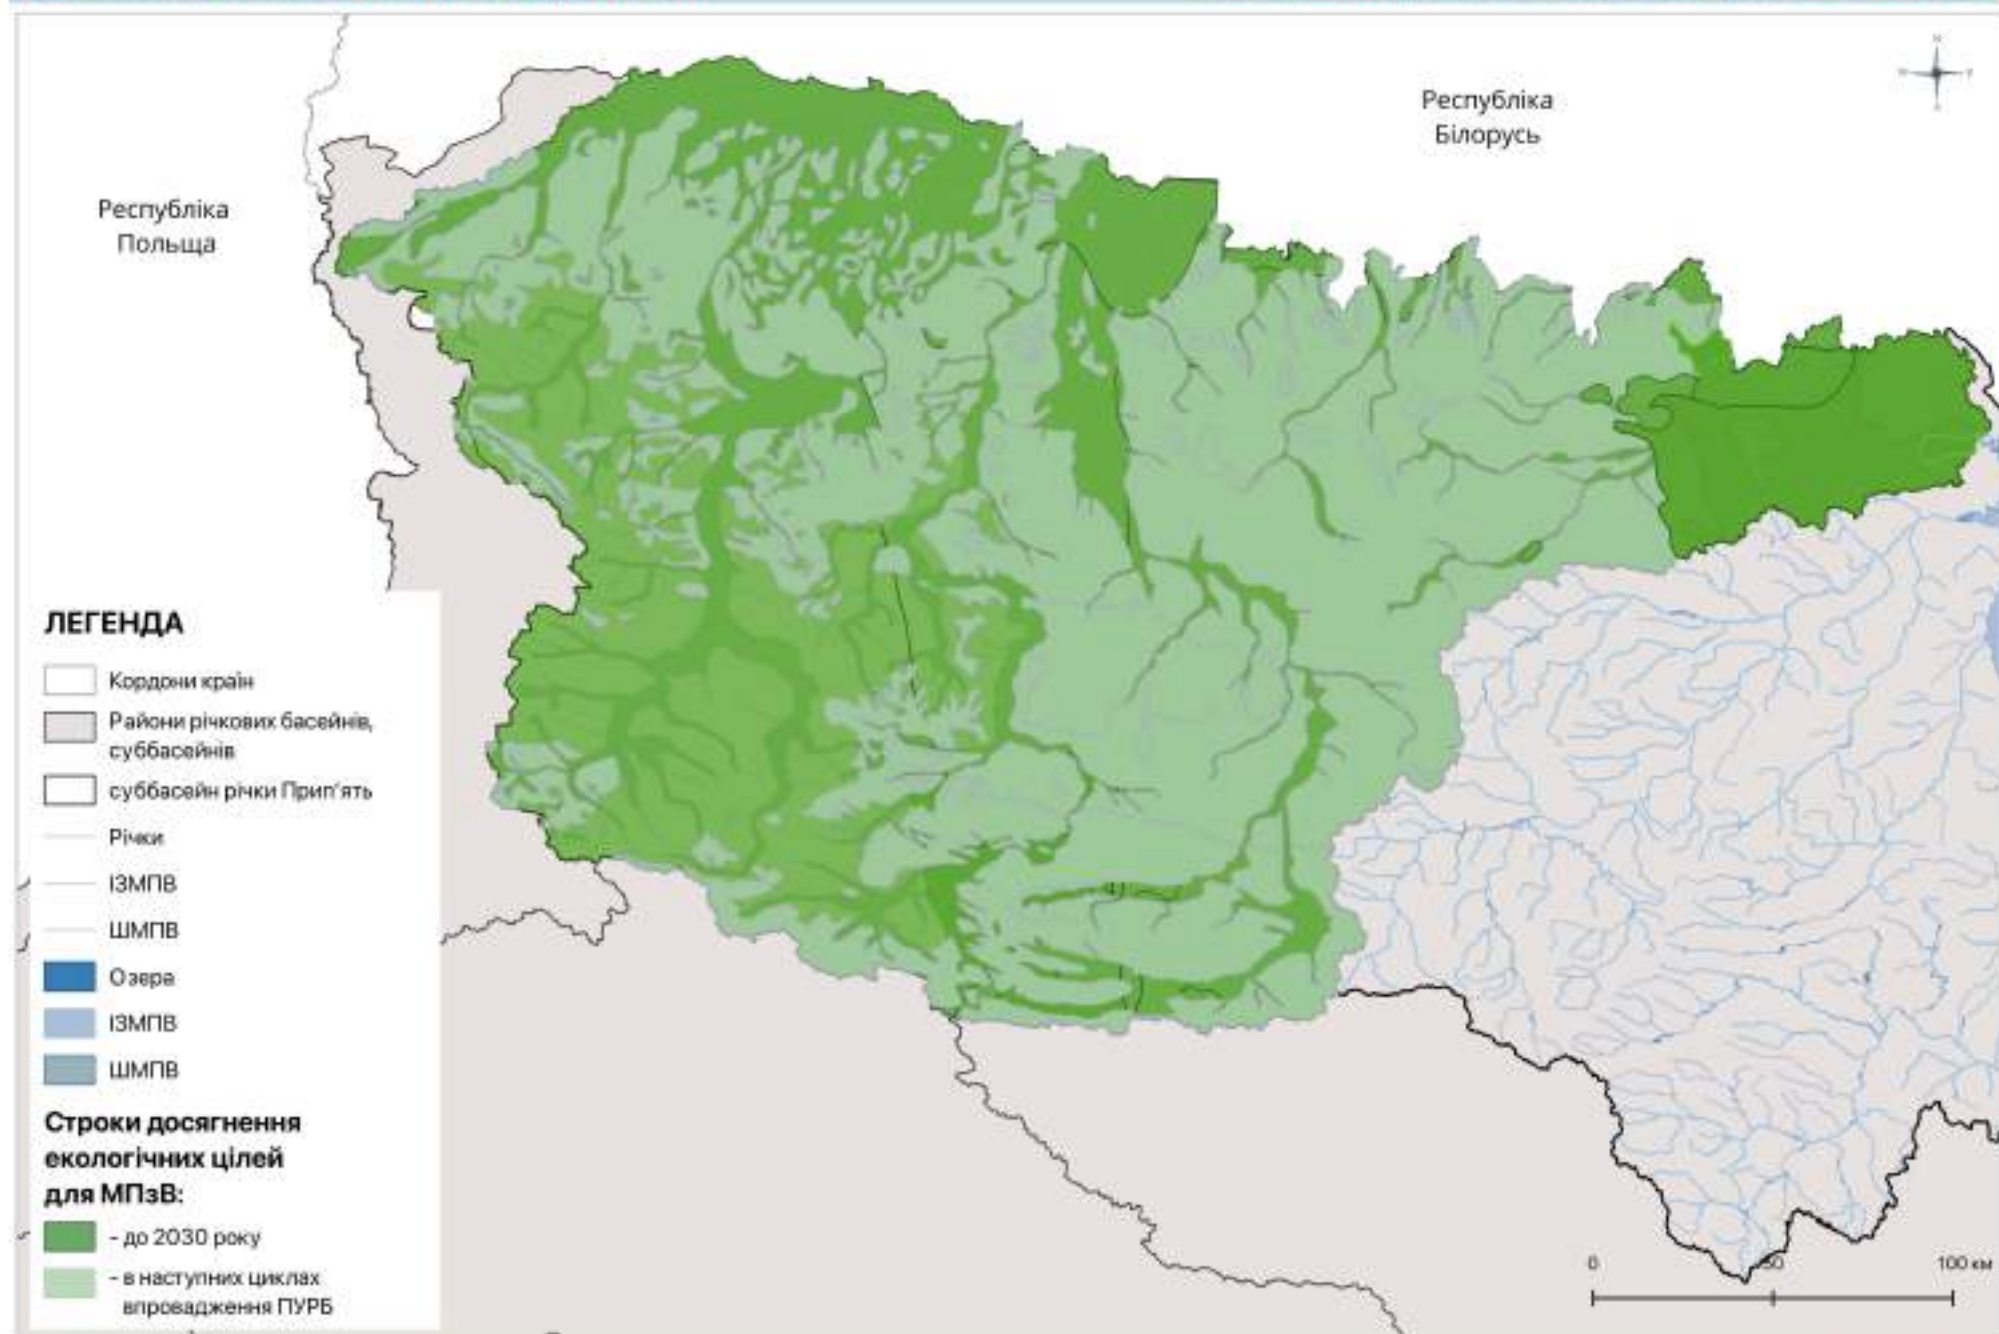 Республіка
Білорусь
Республіка
Польща
ЛЕГЕНДА
Кордони країн
Райони річкових басейнів,
суббасейнів
суббасейн річки Прип'ять
Річки
ІЗМПВ
ШМПВ
Озера
ІЗМПВ
ШМПВ
Строки досягнення
екологічних цілей
для МПзВ:
- до 2030 року
- в наступних циклах
впровадження ПУРБ
0 50 100 км